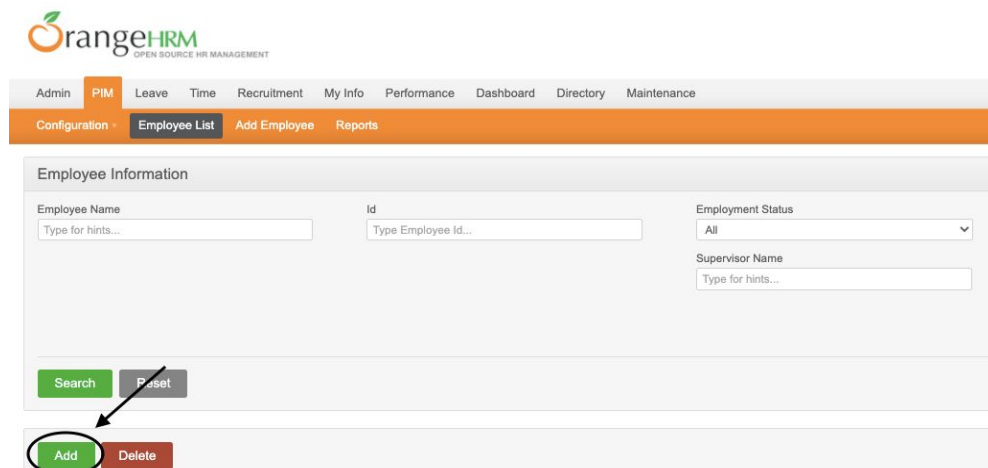 OrangeHRM
OPEN SOURCE HR MANAGEMENT
Admin PIM Leave Time Recruitment My Info Performance Dashboard Directory Maintenance
Configuration Employee List Add Employee Reports
Employee Information
Employee Name Id Employment Status
Type for hints... Type Employee Id... All
Supervisor Name
Type for hints...
Search Reset
Add Delete